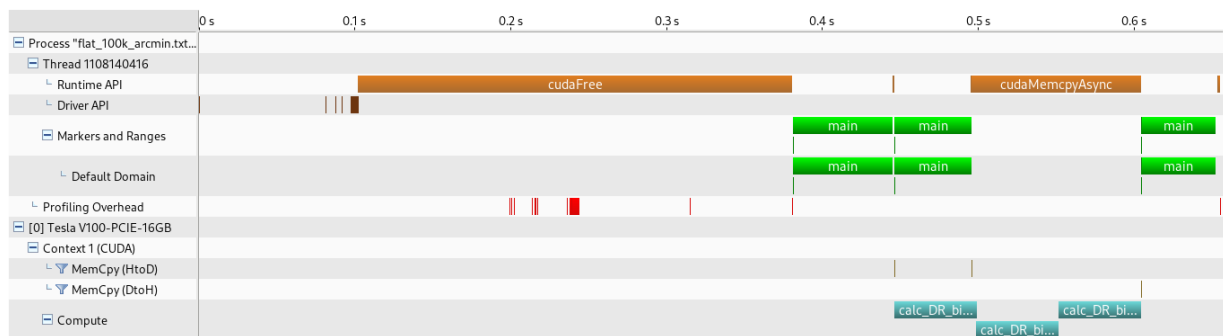 0 s 0.1 s 0.2 s 0.3 s 0.4 s 0.5 s 0.6 s
Process "flat_100k_arcmin.txt...
Thread 1108140416
Runtime API cudaFree cudaMemcpyAsync
Driver API
main main main
Markers and Ranges
main main main
Default Domain
Profiling Overhead
[0] Tesla V100-PCIE-16GB
Context 1 (CUDA)
MemCpy (HtoD)
MemCpy (DtoH)
calc_DR_bi... calc_DR_bi...
Compute
calc_DR_bi...